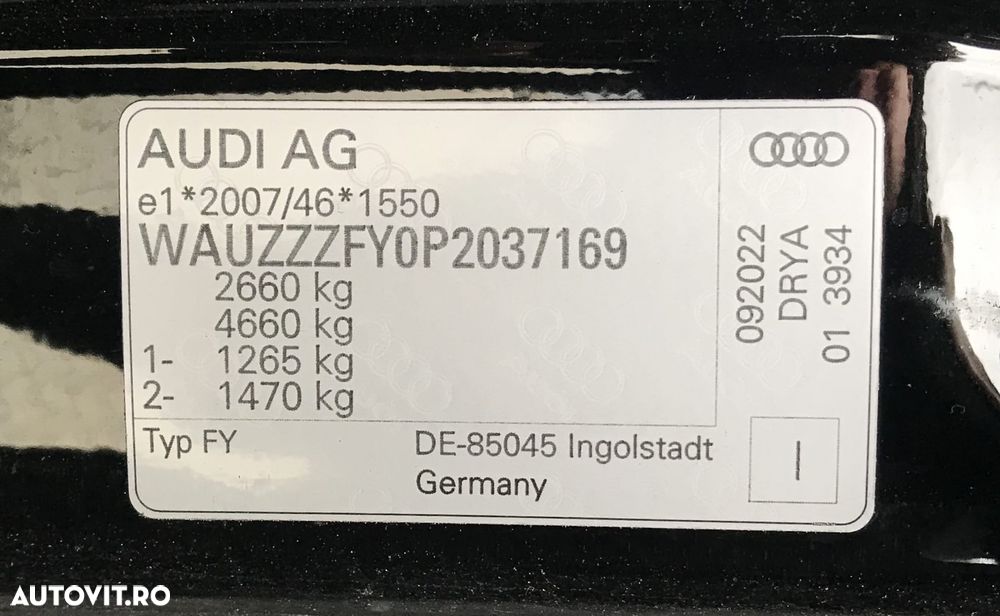 AUDI AG
e1*2007/46*1550
WAUZZZFY0P2037169
2660 kg
4660 kg
1- 1265 kg
2- 1470 kg
Typ FY
DE-85045 Ingolstadt
Germany
092022
DRYA
01 3934
I
AUTOVIT.RO